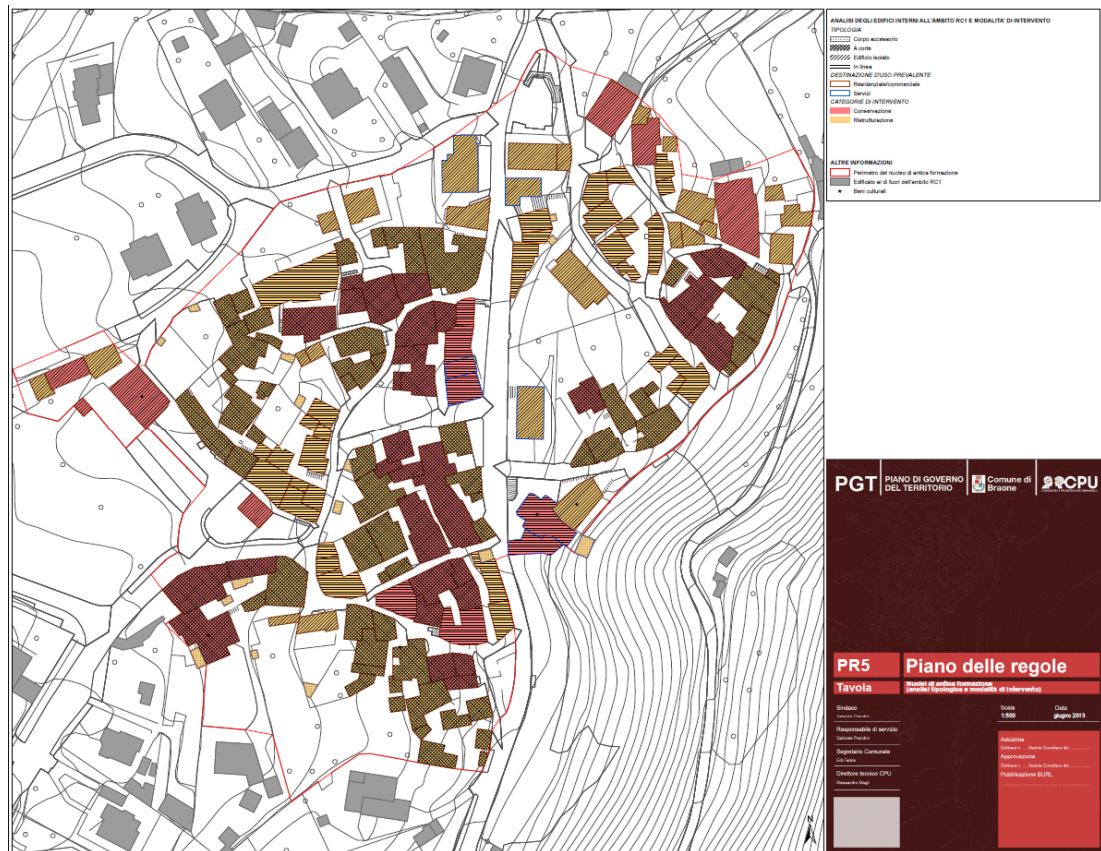 ANALISI DEGLI EDIFICI INTERNI ALL'AMBITO RC1 E MODALITA' DI INTERVENTO
TIPOLOGIA
Corpo accessorio
A corte
Edificio isolato
In linea
DESTINAZIONE D'USO PREVALENTE
Residenziale/commerciale
Servizi
CATEGORIE DI INTERVENTO
Conservazione
Ristrutturazione
ALTRE INFORMAZIONI
Perimetro del nucleo di antica formazione
Edificato al di fuori dell'ambito RC1
Beni culturali
PGT
PIANO DI GOVERNO
DEL TERRITORIO
Comune di
Braone
CPU
PR5
Piano delle regole
Tavola
Nuclei di antica formazione
(analisi tipologica e modalità di intervento)
Sindaco
Scala
Data
1:500
giugno 2013
Responsabile di servizio
Segretario Comunale
Direttore tecnico CPU
Adozione
Approvazione
Pubblicazione BURL
N